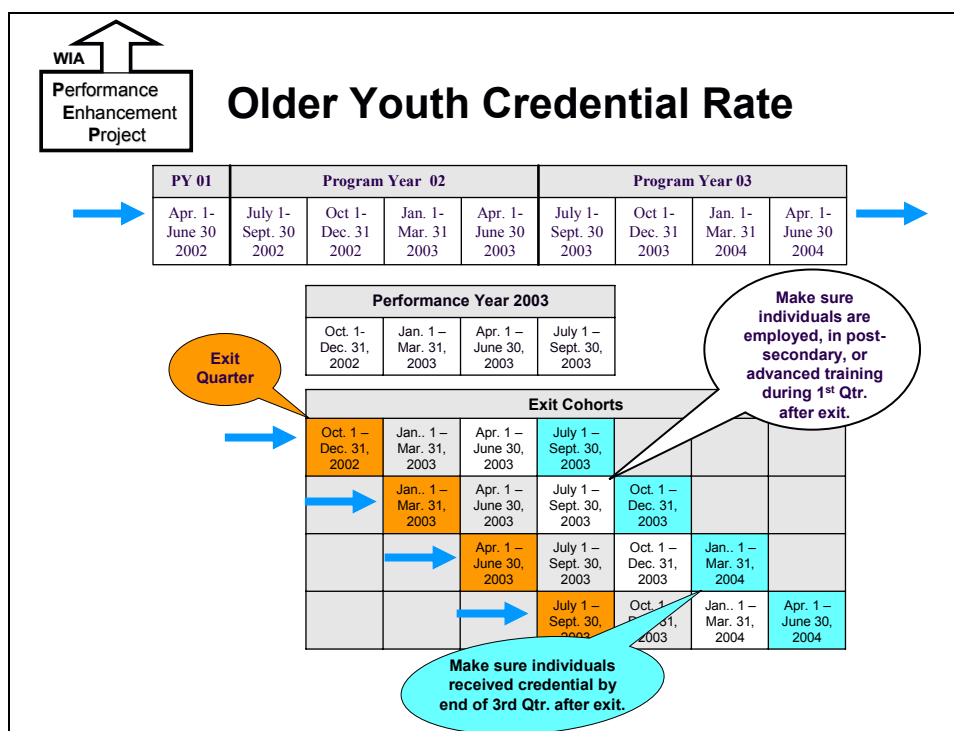 WIA
Performance
Enhancement
Project
Older Youth Credential Rate
PY 01 Program Year 02 Program Year 03
Apr. 1- July 1- Oct 1- Jan. 1- Apr. 1- July 1- Oct 1- Jan. 1- Apr. 1-
June 30 Sept. 30 Dec. 31 Mar. 31 June 30 Sept. 30 Dec. 31 Mar. 31 June 30
2002 2002 2002 2003 2003 2003 2003 2004 2004
Performance Year 2003
Oct. 1- Jan. 1 – Apr. 1 – July 1 –
Dec. 31, Mar. 31, June 30, Sept. 30,
2002 2003 2003 2003
Exit
Quarter
Make sure
individuals are
employed, in post-
secondary, or
advanced training
during 1st Qtr.
after exit.
Exit Cohorts
Oct. 1 – Jan.. 1 – Apr. 1 – July 1 –
Dec. 31, Mar. 31, June 30, Sept. 30,
2002 2003 2003 2003
Jan.. 1 – Apr. 1 – July 1 – Oct. 1 –
Mar. 31, June 30, Sept. 30, Dec. 31,
2003 2003 2003 2003
Apr. 1 – July 1 – Oct. 1 – Jan.. 1 –
June 30, Sept. 30, Dec. 31, Mar. 31,
2003 2003 2003 2004
July 1 – Oct. 1 – Jan.. 1 – Apr. 1 –
Sept. 30, 31, Mar. 31, June 30,
2003 2003 2004 2004
Make sure individuals
received credential by
end of 3rd Qtr. after exit.